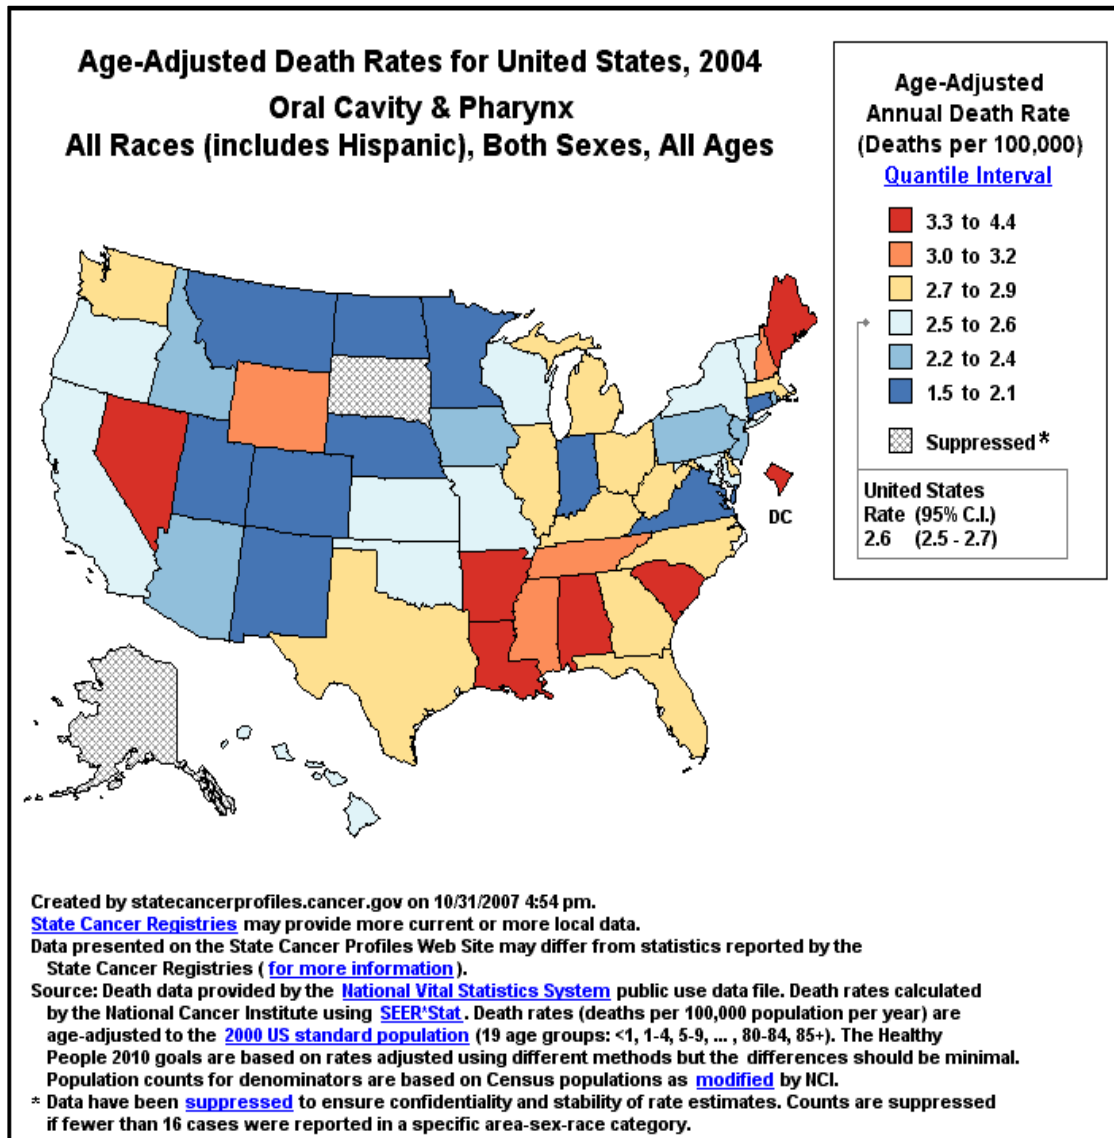 Age-Adjusted Death Rates for United States, 2004
Oral Cavity & Pharynx
All Races (includes Hispanic), Both Sexes, All Ages
Age-Adjusted
Annual Death Rate
(Deaths per 100,000)
Quantile Interval
3.3 to 4.4
3.0 to 3.2
2.7 to 2.9
2.5 to 2.6
2.2 to 2.4
1.5 to 2.1
Suppressed*
United States
Rate (95% C.I.)
2.6 (2.5 - 2.7)
DC
Created by statecancerprofiles.cancer.gov on 10/31/2007 4:54 pm.
State Cancer Registries may provide more current or more local data.
Data presented on the State Cancer Profiles Web Site may differ from statistics reported by the
State Cancer Registries ( for more information ).
Source: Death data provided by the National Vital Statistics System public use data file. Death rates calculated
by the National Cancer Institute using SEER*Stat. Death rates (deaths per 100,000 population per year) are
age-adjusted to the 2000 US standard population (19 age groups: <1, 1-4, 5-9, ... , 80-84, 85+). The Healthy
People 2010 goals are based on rates adjusted using different methods but the differences should be minimal.
Population counts for denominators are based on Census populations as modified by NCI.
* Data have been suppressed to ensure confidentiality and stability of rate estimates. Counts are suppressed
if fewer than 16 cases were reported in a specific area-sex-race category.